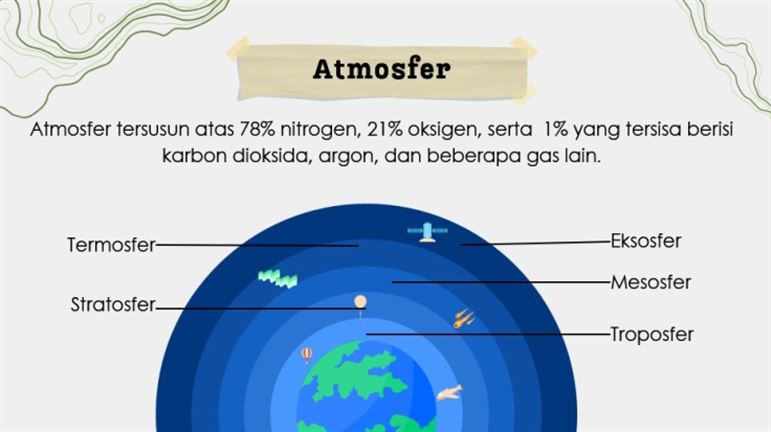 Atmosfer
Atmosfer tersusun atas 78% nitrogen, 21% oksigen, serta 1% yang tersisa berisi
karbon dioksida, argon, dan beberapa gas lain.
Termosfer
Eksosfer
Mesosfer
Stratosfer
Troposfer